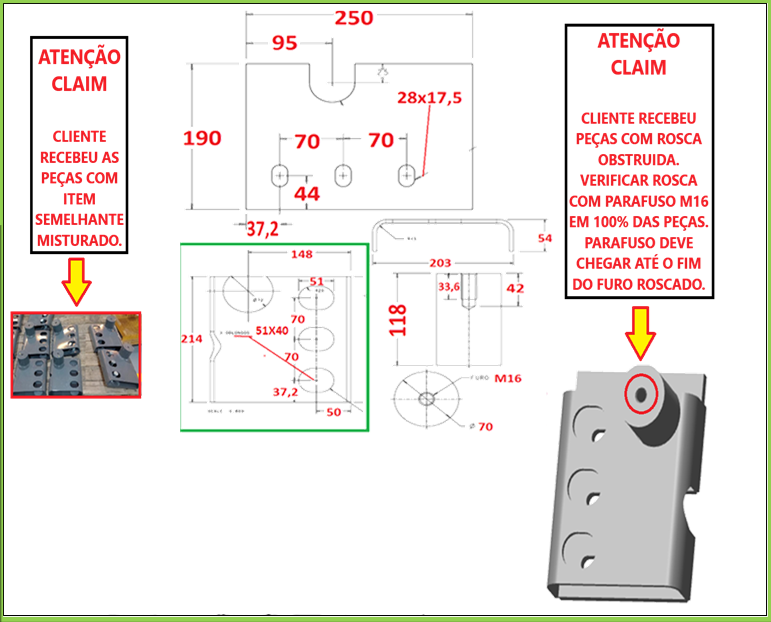 ATENÇÃO
CLAIM
CLIENTE
RECEBEU AS
PEÇAS COM
ITEM
SEMELHANTE
MISTURADO.
250
95
28x17,5
190
70
70
44
37,2
54
203
148
51
70
214
51X40
70
37,2
50
SCALE
33,6
42
118
FURO M16
Ø 70
ATENÇÃO
CLAIM
CLIENTE RECEBEU
PEÇAS COM ROSCA
OBSTRUIDA.
VERIFICAR ROSCA
COM PARAFUSO M16
EM 100% DAS PEÇAS.
PARAFUSO DEVE
CHEGAR ATÉ O FIM
DO FURO ROSCADO.